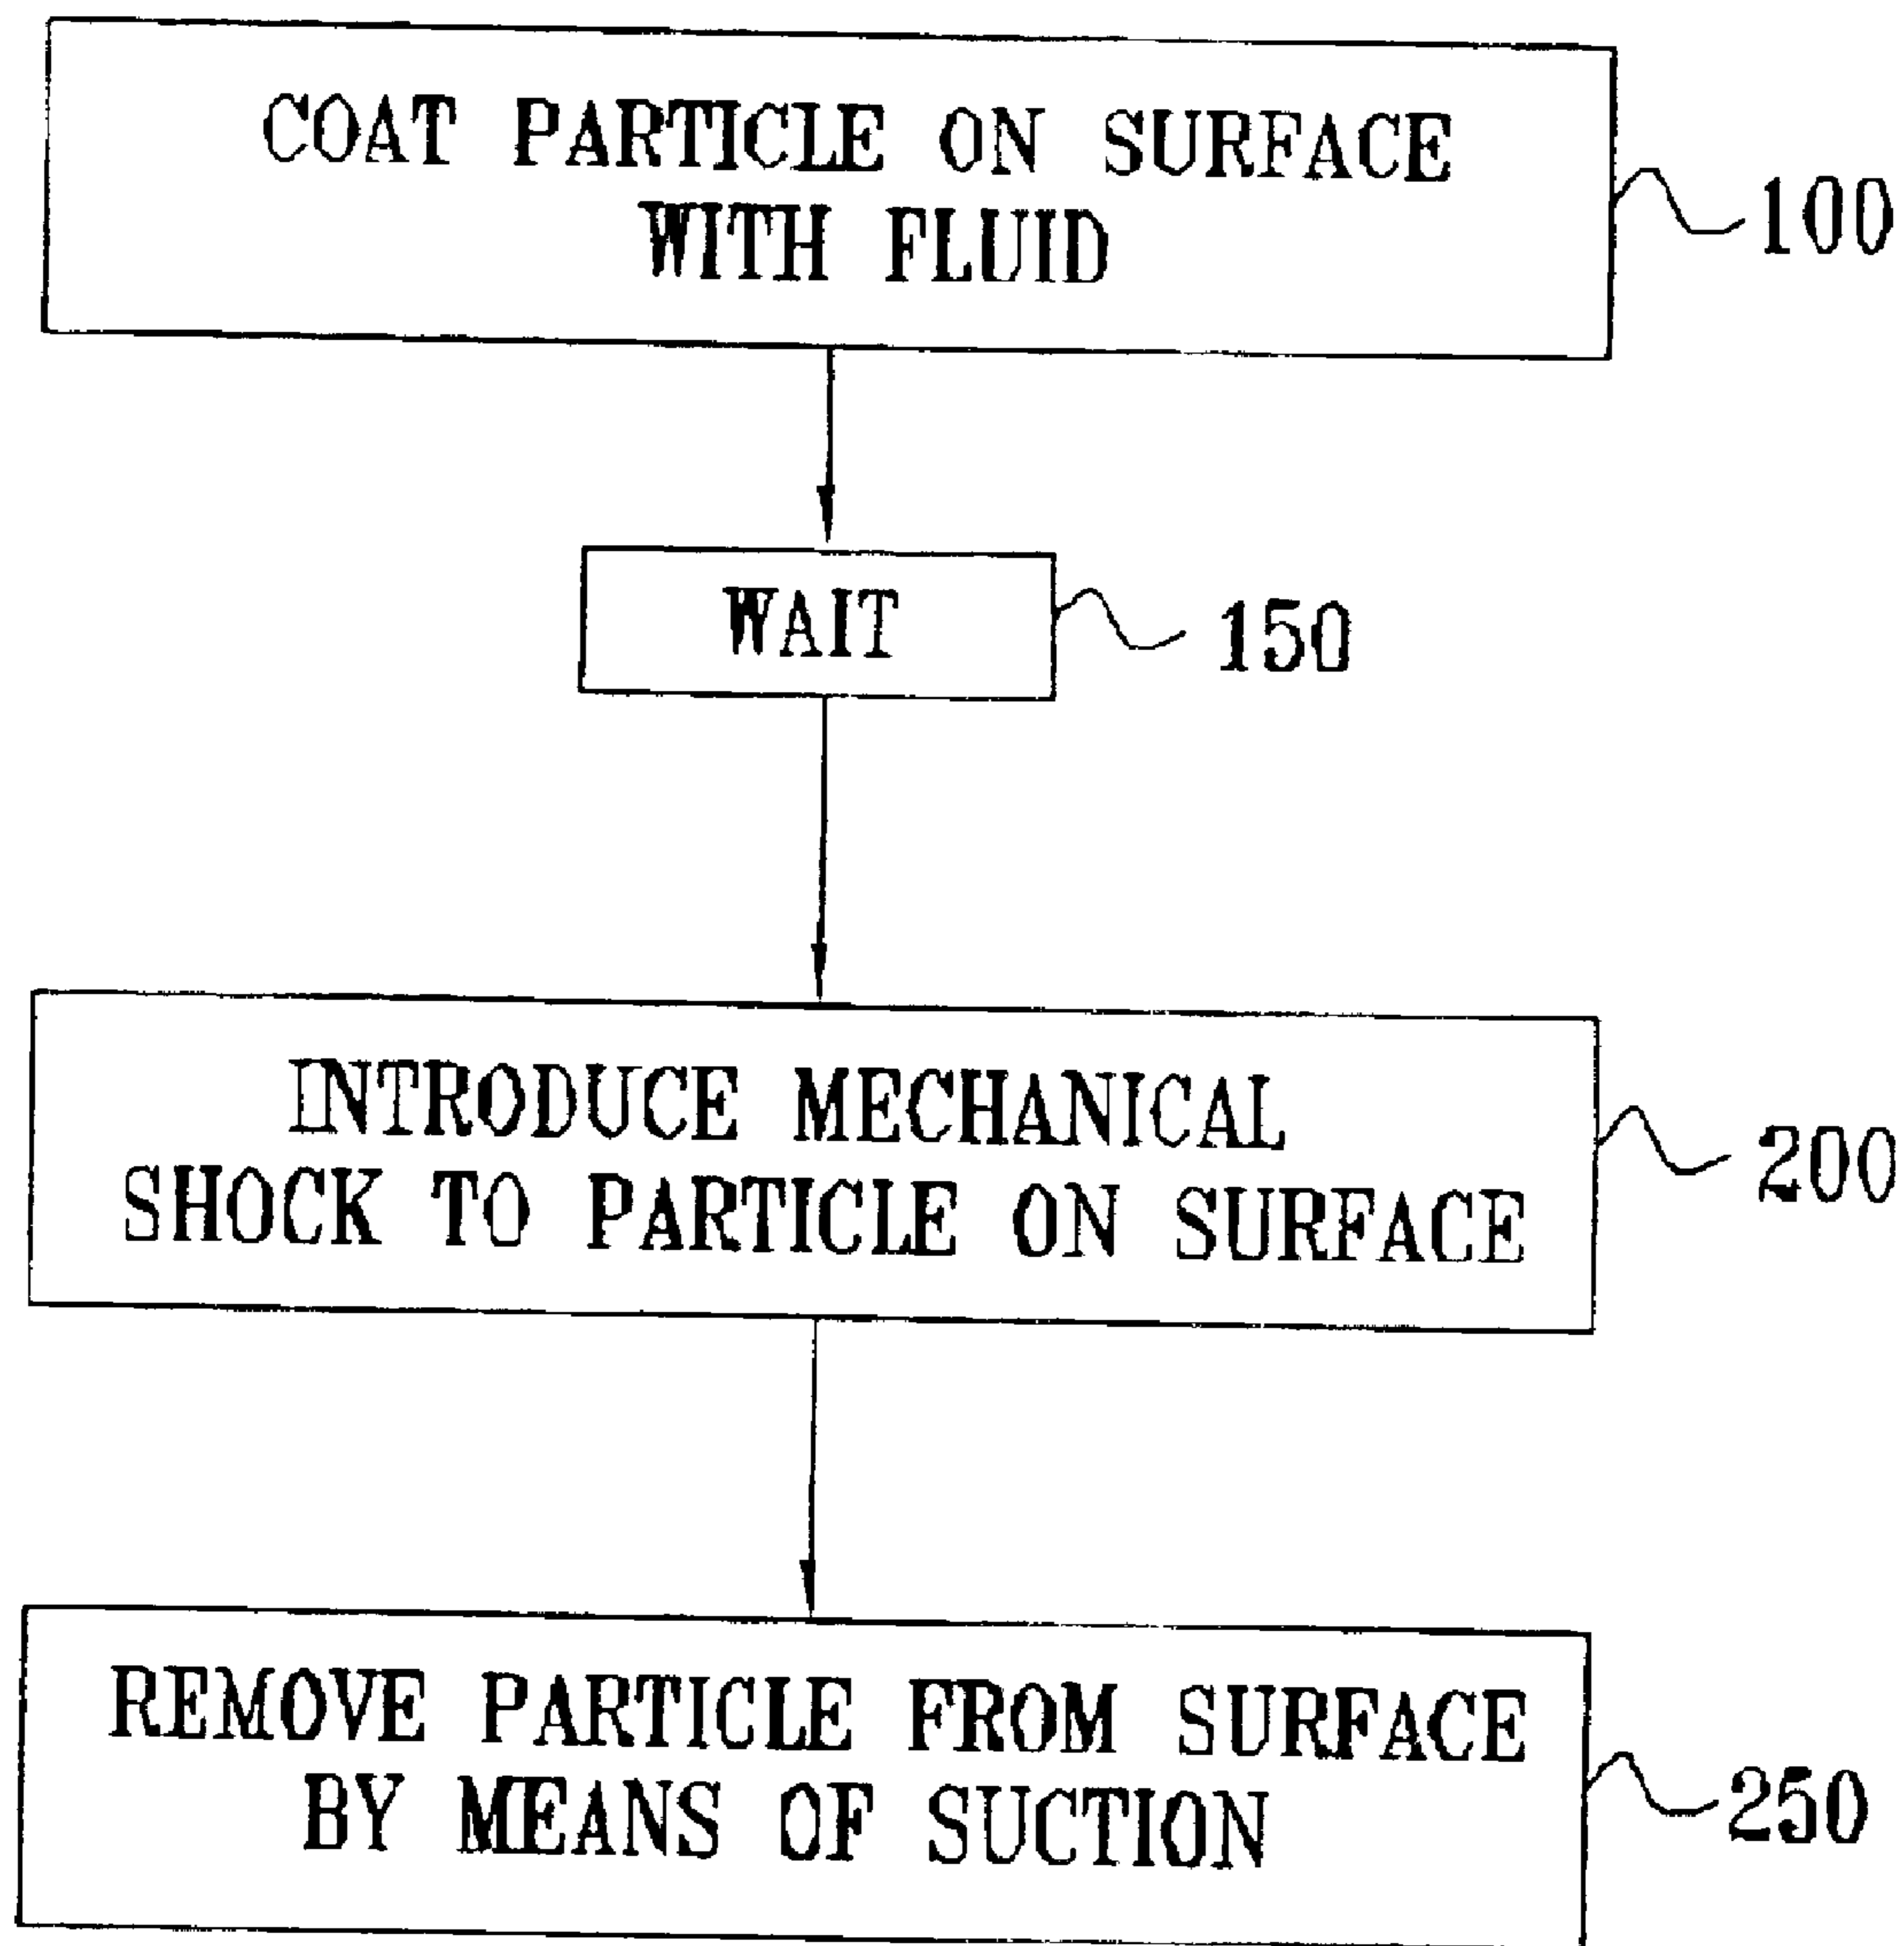 COAT PARTICLE ON SURFACE
WITH FLUID
100
WAIT
150
INTRODUCE MECHANICAL
SHOCK TO PARTICLE ON SURFACE
200
REMOVE PARTICLE FROM SURFACE
BY MEANS OF SUCTION
250